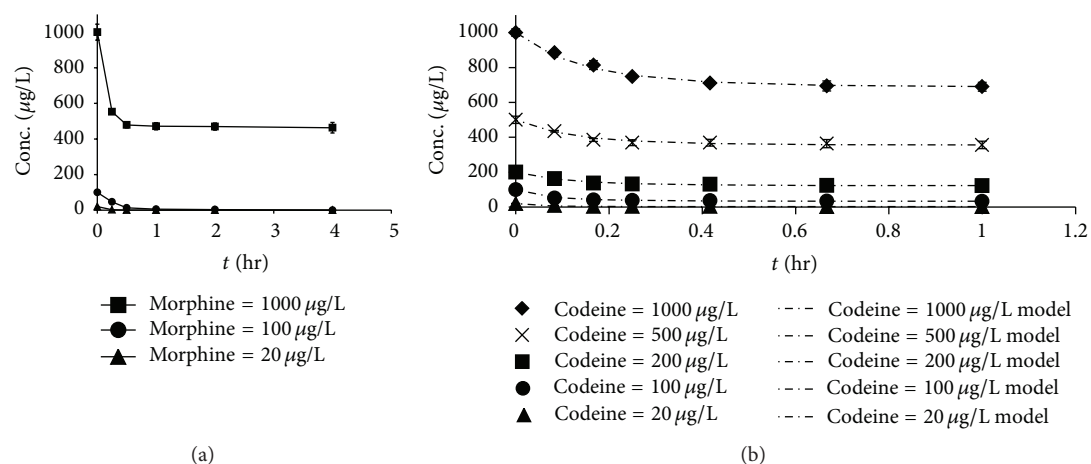 1000
800
600
400
200
0
Conc. (µg/L)
0 1 2 3 4 5
t (hr)
Morphine = 1000 µg/L
Morphine = 100 µg/L
Morphine = 20 µg/L
(a)
1000
800
600
400
200
0
Conc. (µg/L)
0 0.2 0.4 0.6 0.8 1 1.2
t (hr)
Codeine = 1000 µg/L
Codeine = 500 µg/L
Codeine = 200 µg/L
Codeine = 100 µg/L
Codeine = 20 µg/L
Codeine = 1000 µg/L model
Codeine = 500 µg/L model
Codeine = 200 µg/L model
Codeine = 100 µg/L model
Codeine = 20 µg/L model
(b)